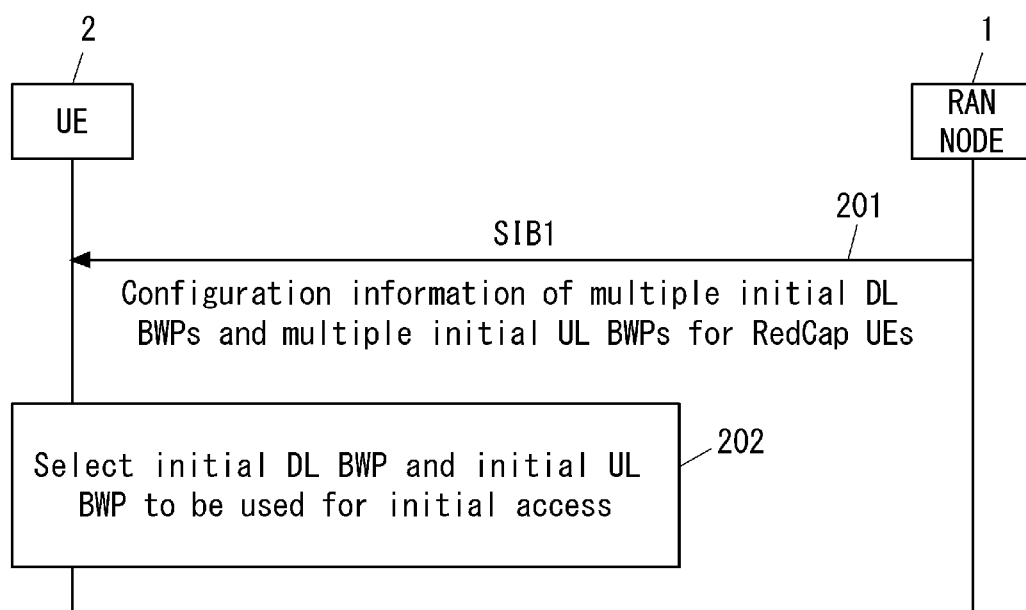 2
1
UE
RAN
NODE
201
SIB1
Configuration information of multiple initial DL
BWPs and multiple initial UL BWPs for RedCap UEs
202
Select initial DL BWP and initial UL
BWP to be used for initial access